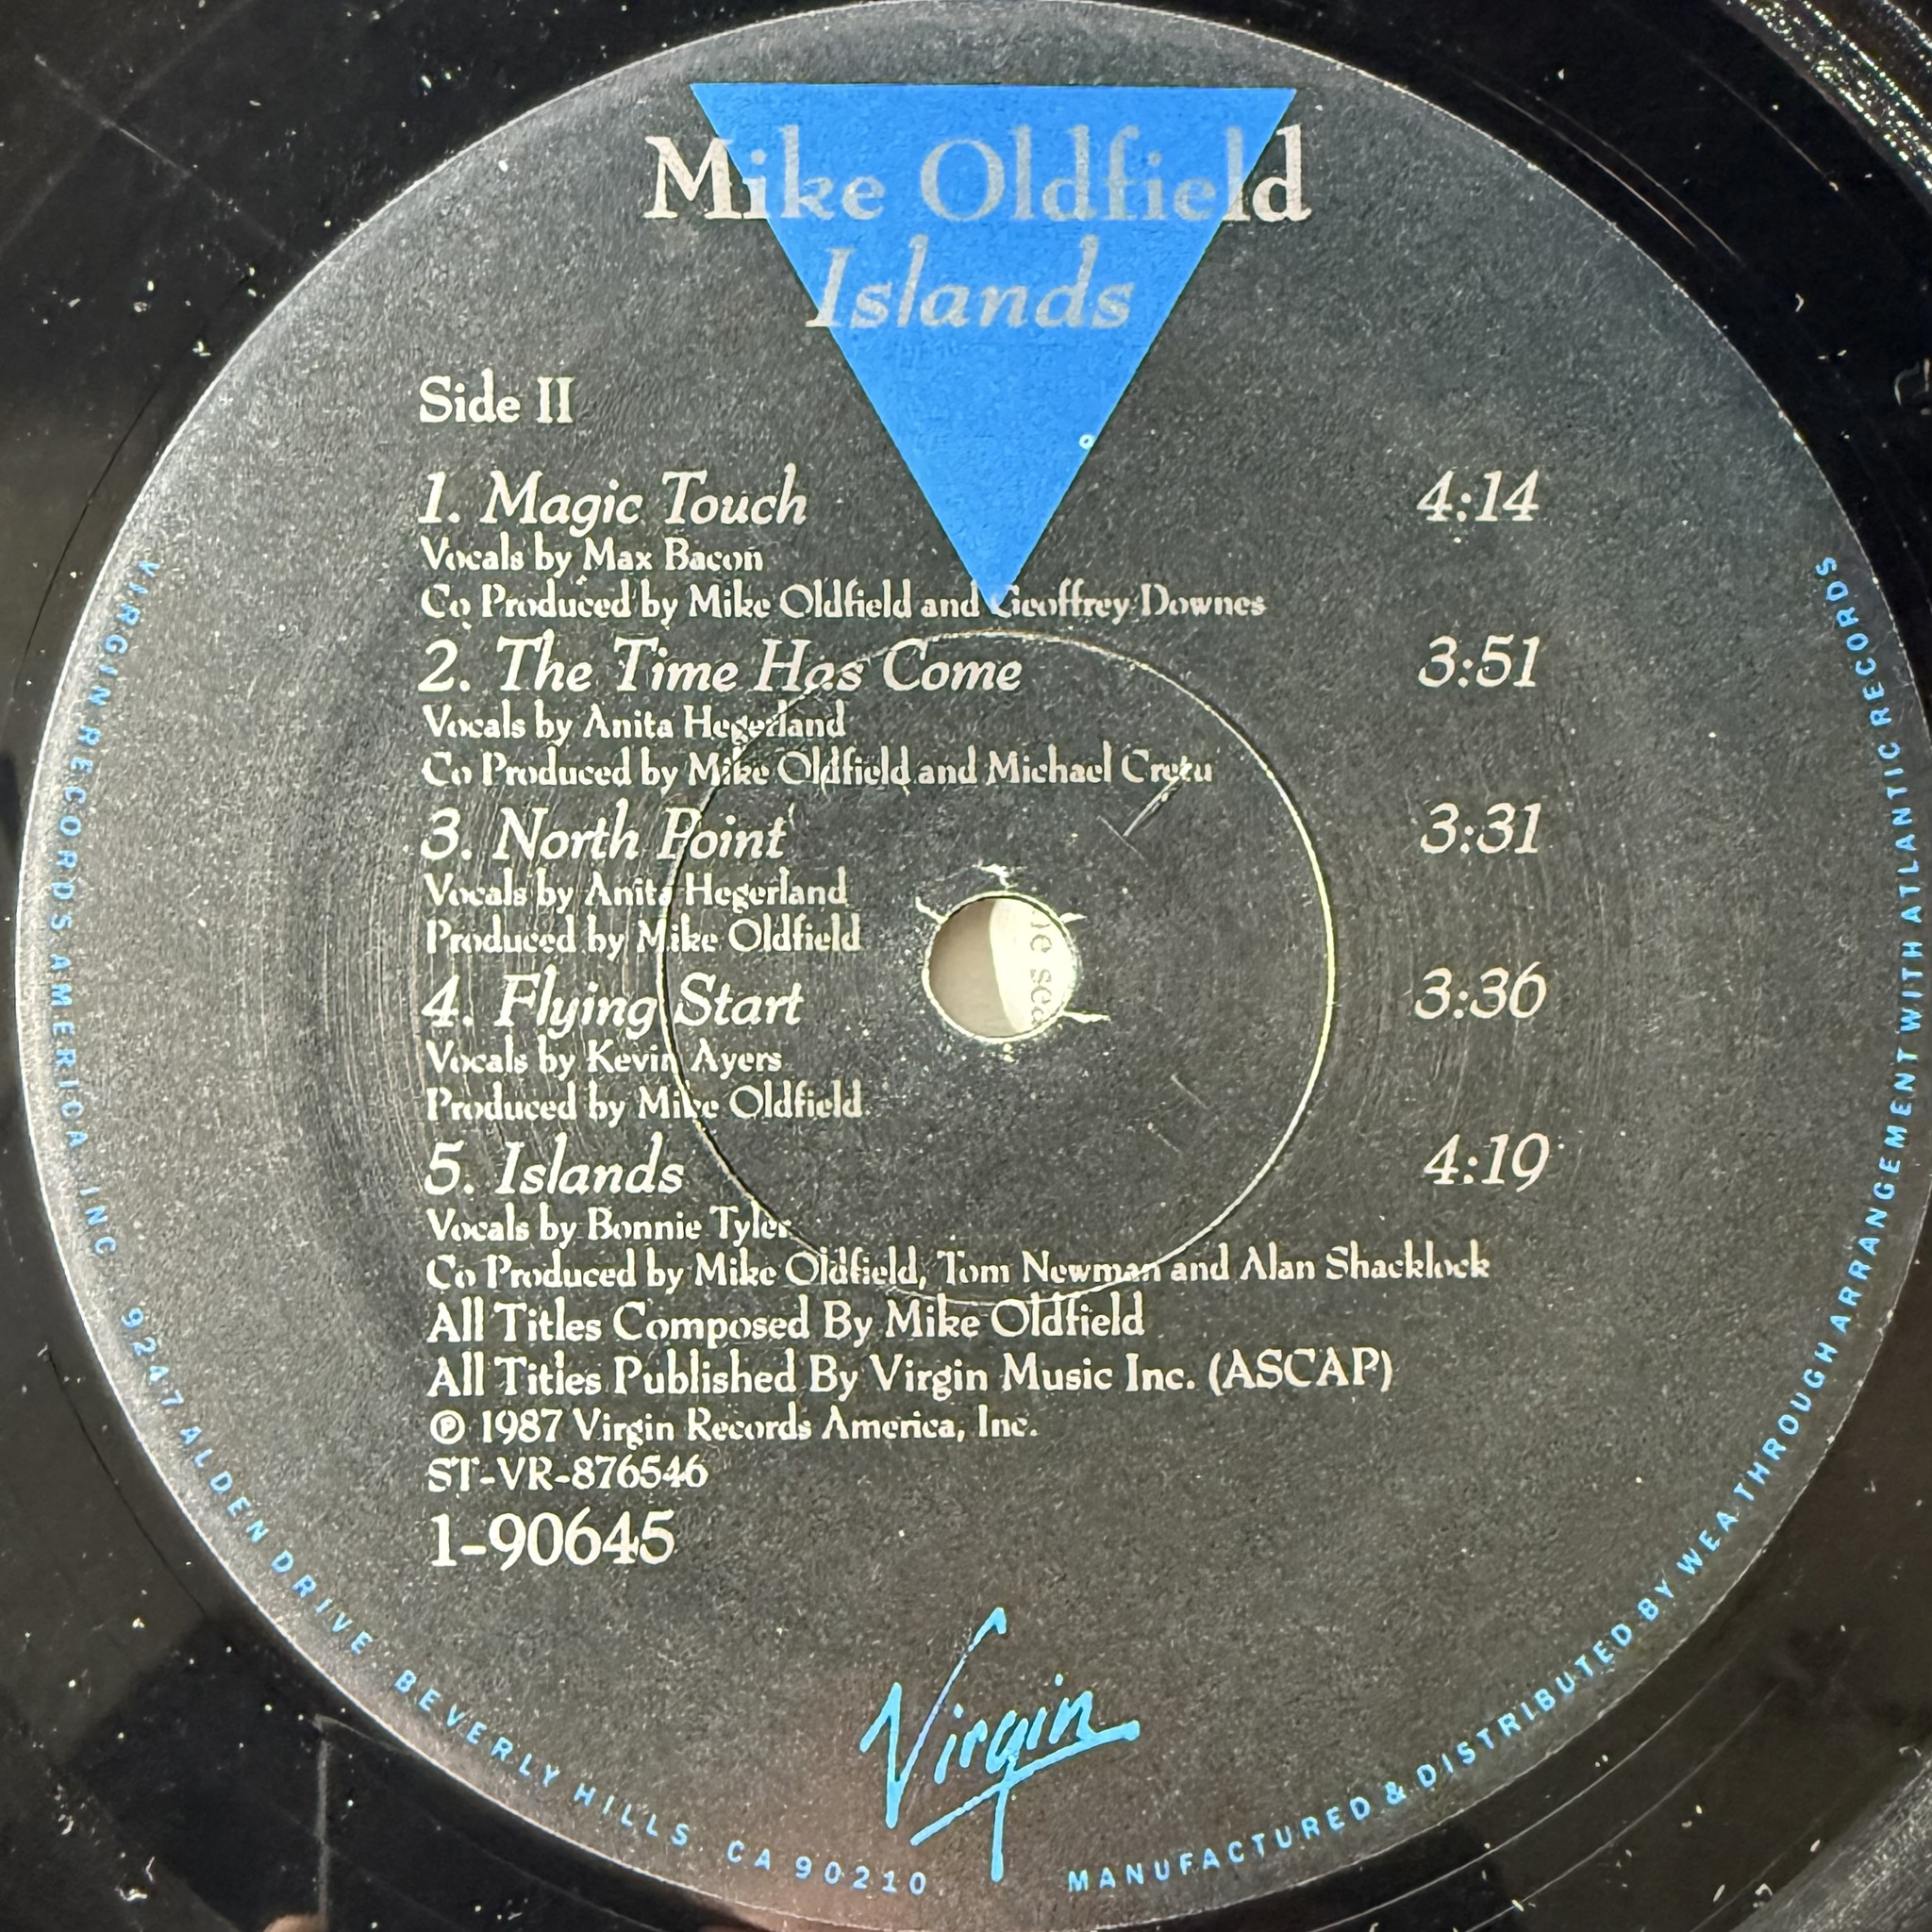 Mike Oldfield
Islands
Side II
1. Magic Touch 4:14
Vocals by Max Bacon
Co Produced by Mike Oldfield and Geoffrey Downes
2. The Time Has Come 3:51
Vocals by Anita Hegerland
Co Produced by Mike Oldfield and Michael Cretu
3. North Point 3:31
Vocals by Anita Hegerland
Produced by Mike Oldfield
4. Flying Start 3:36
Vocals by Kevin Ayers
Produced by Mike Oldfield
5. Islands 4:19
Vocals by Bonnie Tyler
Co Produced by Mike Oldfield, Tom Newman and Alan Shacklock
All Titles Composed By Mike Oldfield
All Titles Published By Virgin Music Inc. (ASCAP)
℗ 1987 Virgin Records America, Inc.
ST-VR-876546
1-90645
Virgin
VIRGIN RECORDS AMERICA, INC. 9247 ALDEN DRIVE, BEVERLY HILLS, CA 90210
MANUFACTURED & DISTRIBUTED BY WEA THROUGH ARRANGEMENT WITH ATLANTIC RECORDS